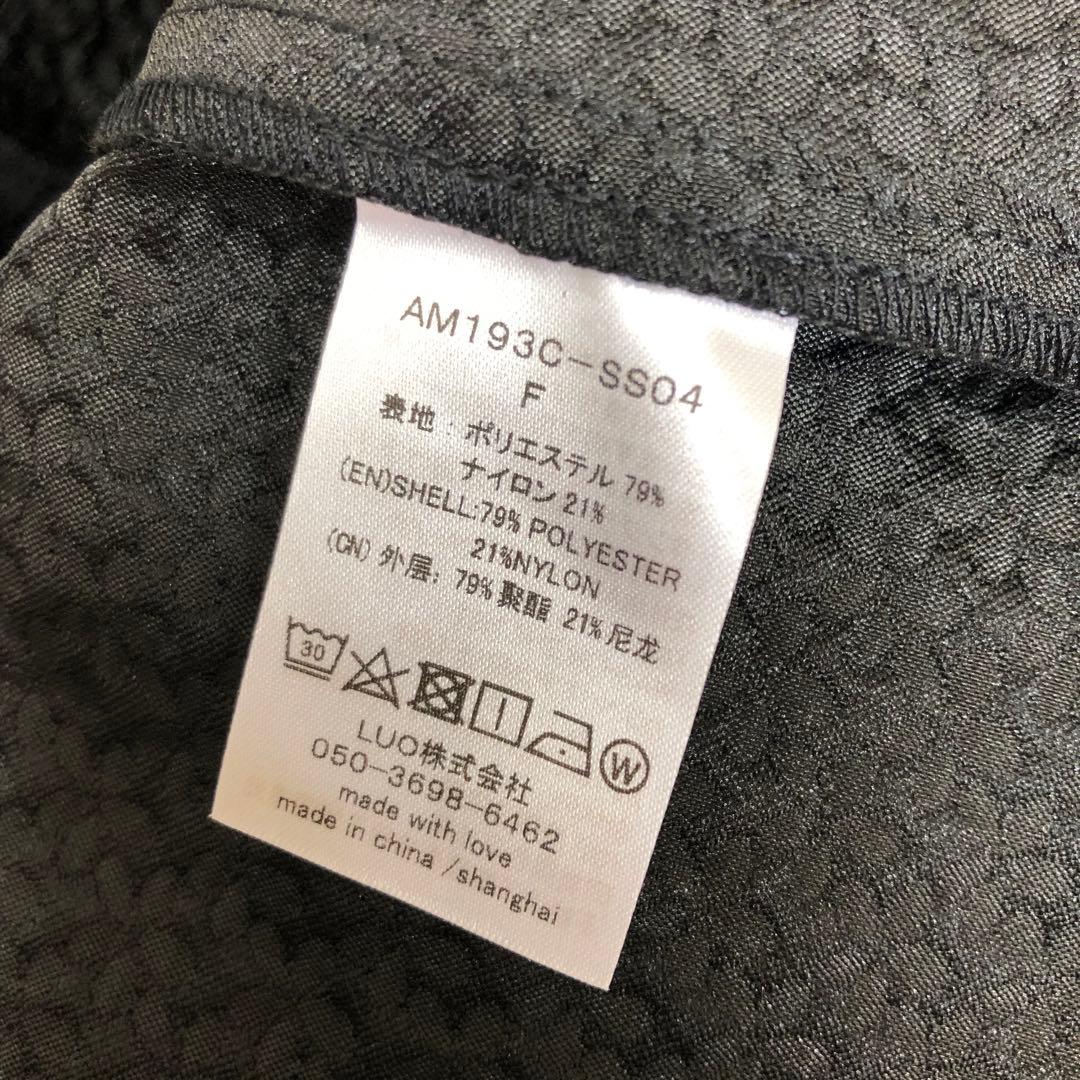 AM193C-SS04
F
表地:ポリエステル 79%
ナイロン 21%
(EN)SHELL:79% POLYESTER
21%NYLON
(CN) 外层: 79% 聚酯 21% 尼龙
30
W
LUO株式会社
050-3698-6462
made with love
made in china /shanghai